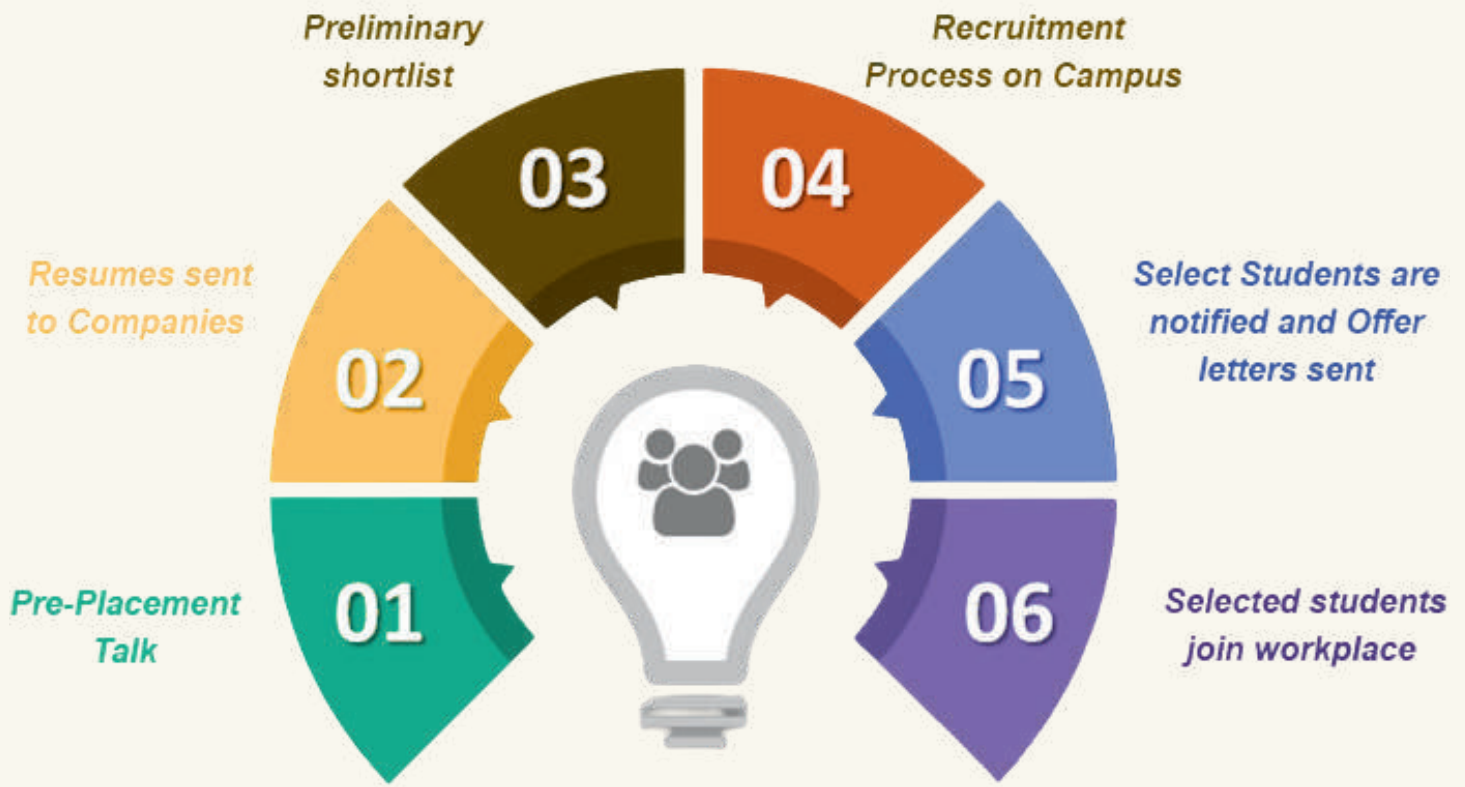 Preliminary
shortlist
Recruitment
Process on Campus
03
04
Resumes sent
to Companies
02
Select Students are
notified and Offer
letters sent
05
Pre-Placement
Talk
01
Selected students
join workplace
06